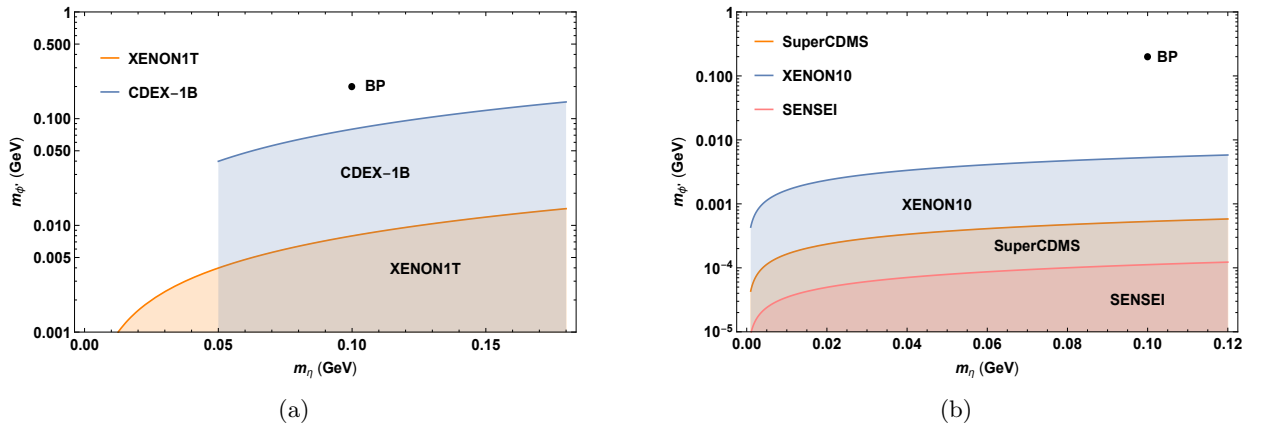 1
0.500
0.100
0.050
0.010
0.005
0.001
m_ϕ' (GeV)
XENON1T
CDEX−1B
BP
CDEX−1B
XENON1T
0.00 0.05 0.10 0.15
m_η (GeV)
(a)
1
0.100
0.010
0.001
10^-4
10^-5
m_ϕ' (GeV)
SuperCDMS
XENON10
SENSEI
BP
XENON10
SuperCDMS
SENSEI
0.00 0.02 0.04 0.06 0.08 0.10 0.12
m_η (GeV)
(b)